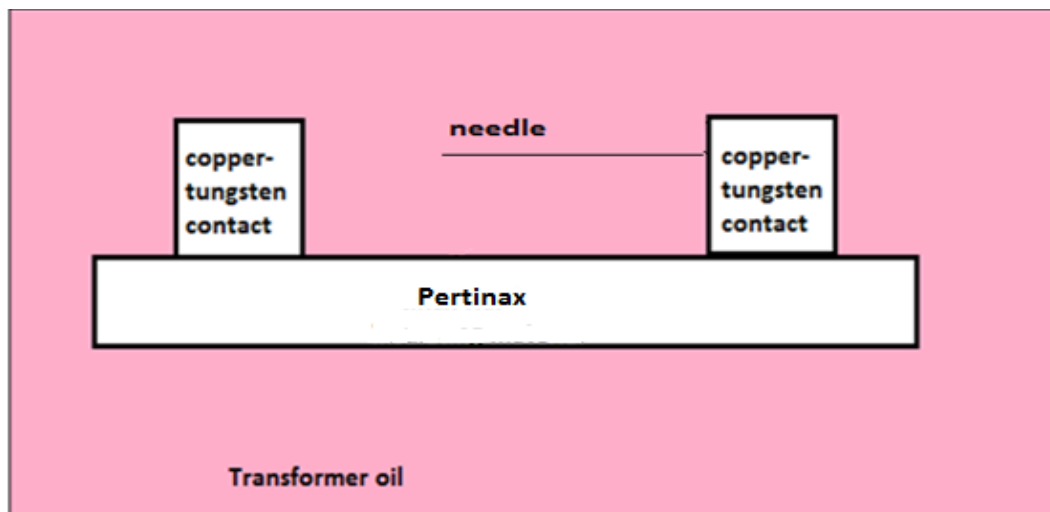 needle
copper-
tungsten
contact
copper-
tungsten
contact
Pertinax
Transformer oil